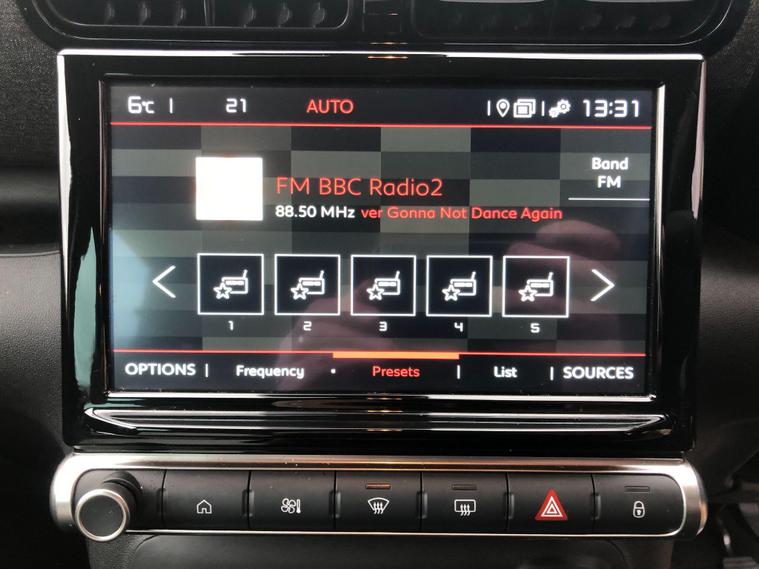 6°C | 21 AUTO | | 13:31
Band
FM
FM BBC Radio2
88.50 MHz ver Gonna Not Dance Again
1 2 3 4 5
OPTIONS | Frequency • Presets | List | SOURCES